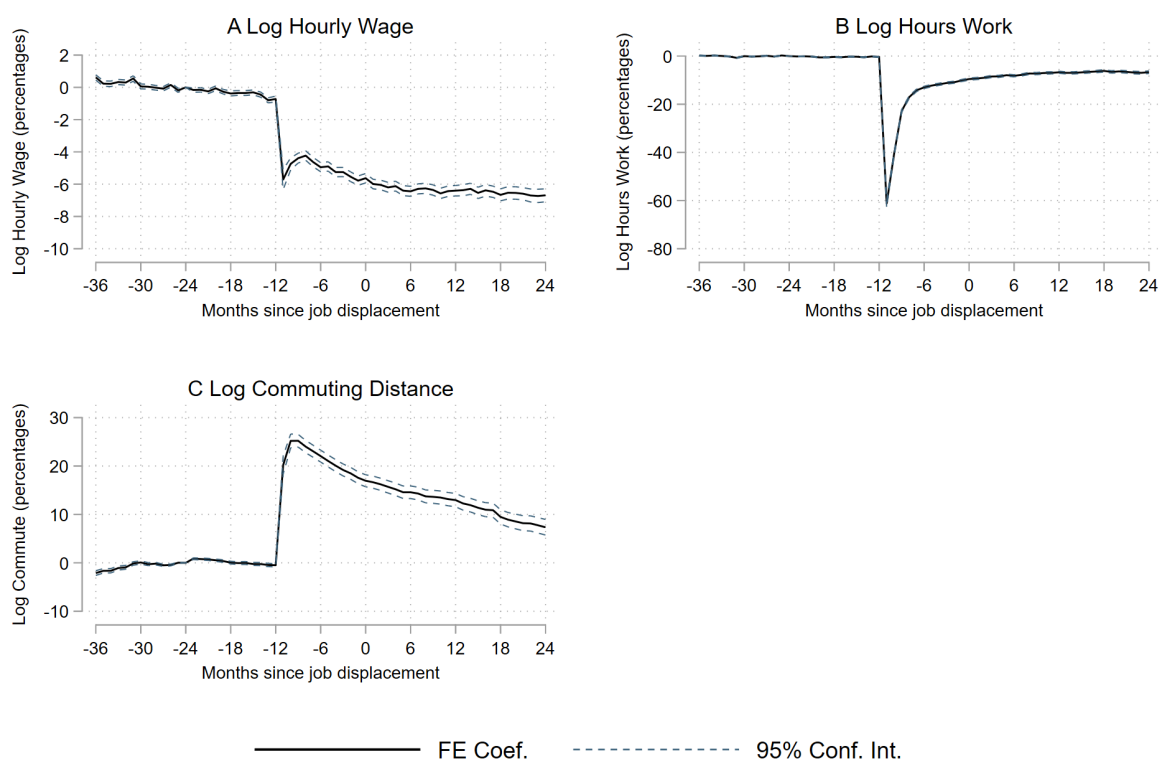 A Log Hourly Wage
Log Hourly Wage (percentages)
2
0
-2
-4
-6
-8
-10
-36 -30 -24 -18 -12 -6 0 6 12 18 24
Months since job displacement
B Log Hours Work
Log Hours Work (percentages)
0
-20
-40
-60
-80
-36 -30 -24 -18 -12 -6 0 6 12 18 24
Months since job displacement
C Log Commuting Distance
Log Commute (percentages)
30
20
10
0
-10
-36 -30 -24 -18 -12 -6 0 6 12 18 24
Months since job displacement
FE Coef. 95% Conf. Int.